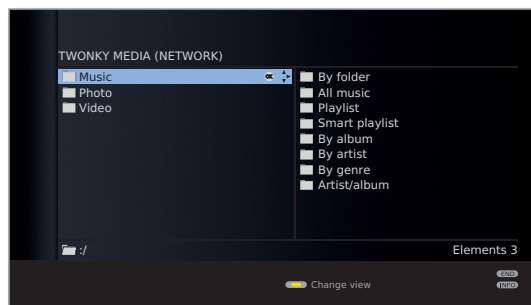 TWONKY MEDIA (NETWORK)
Music OK
Photo
Video
By folder
All music
Playlist
Smart playlist
By album
By artist
By genre
Artist/album
:/
Elements 3
Change view
END
INFO